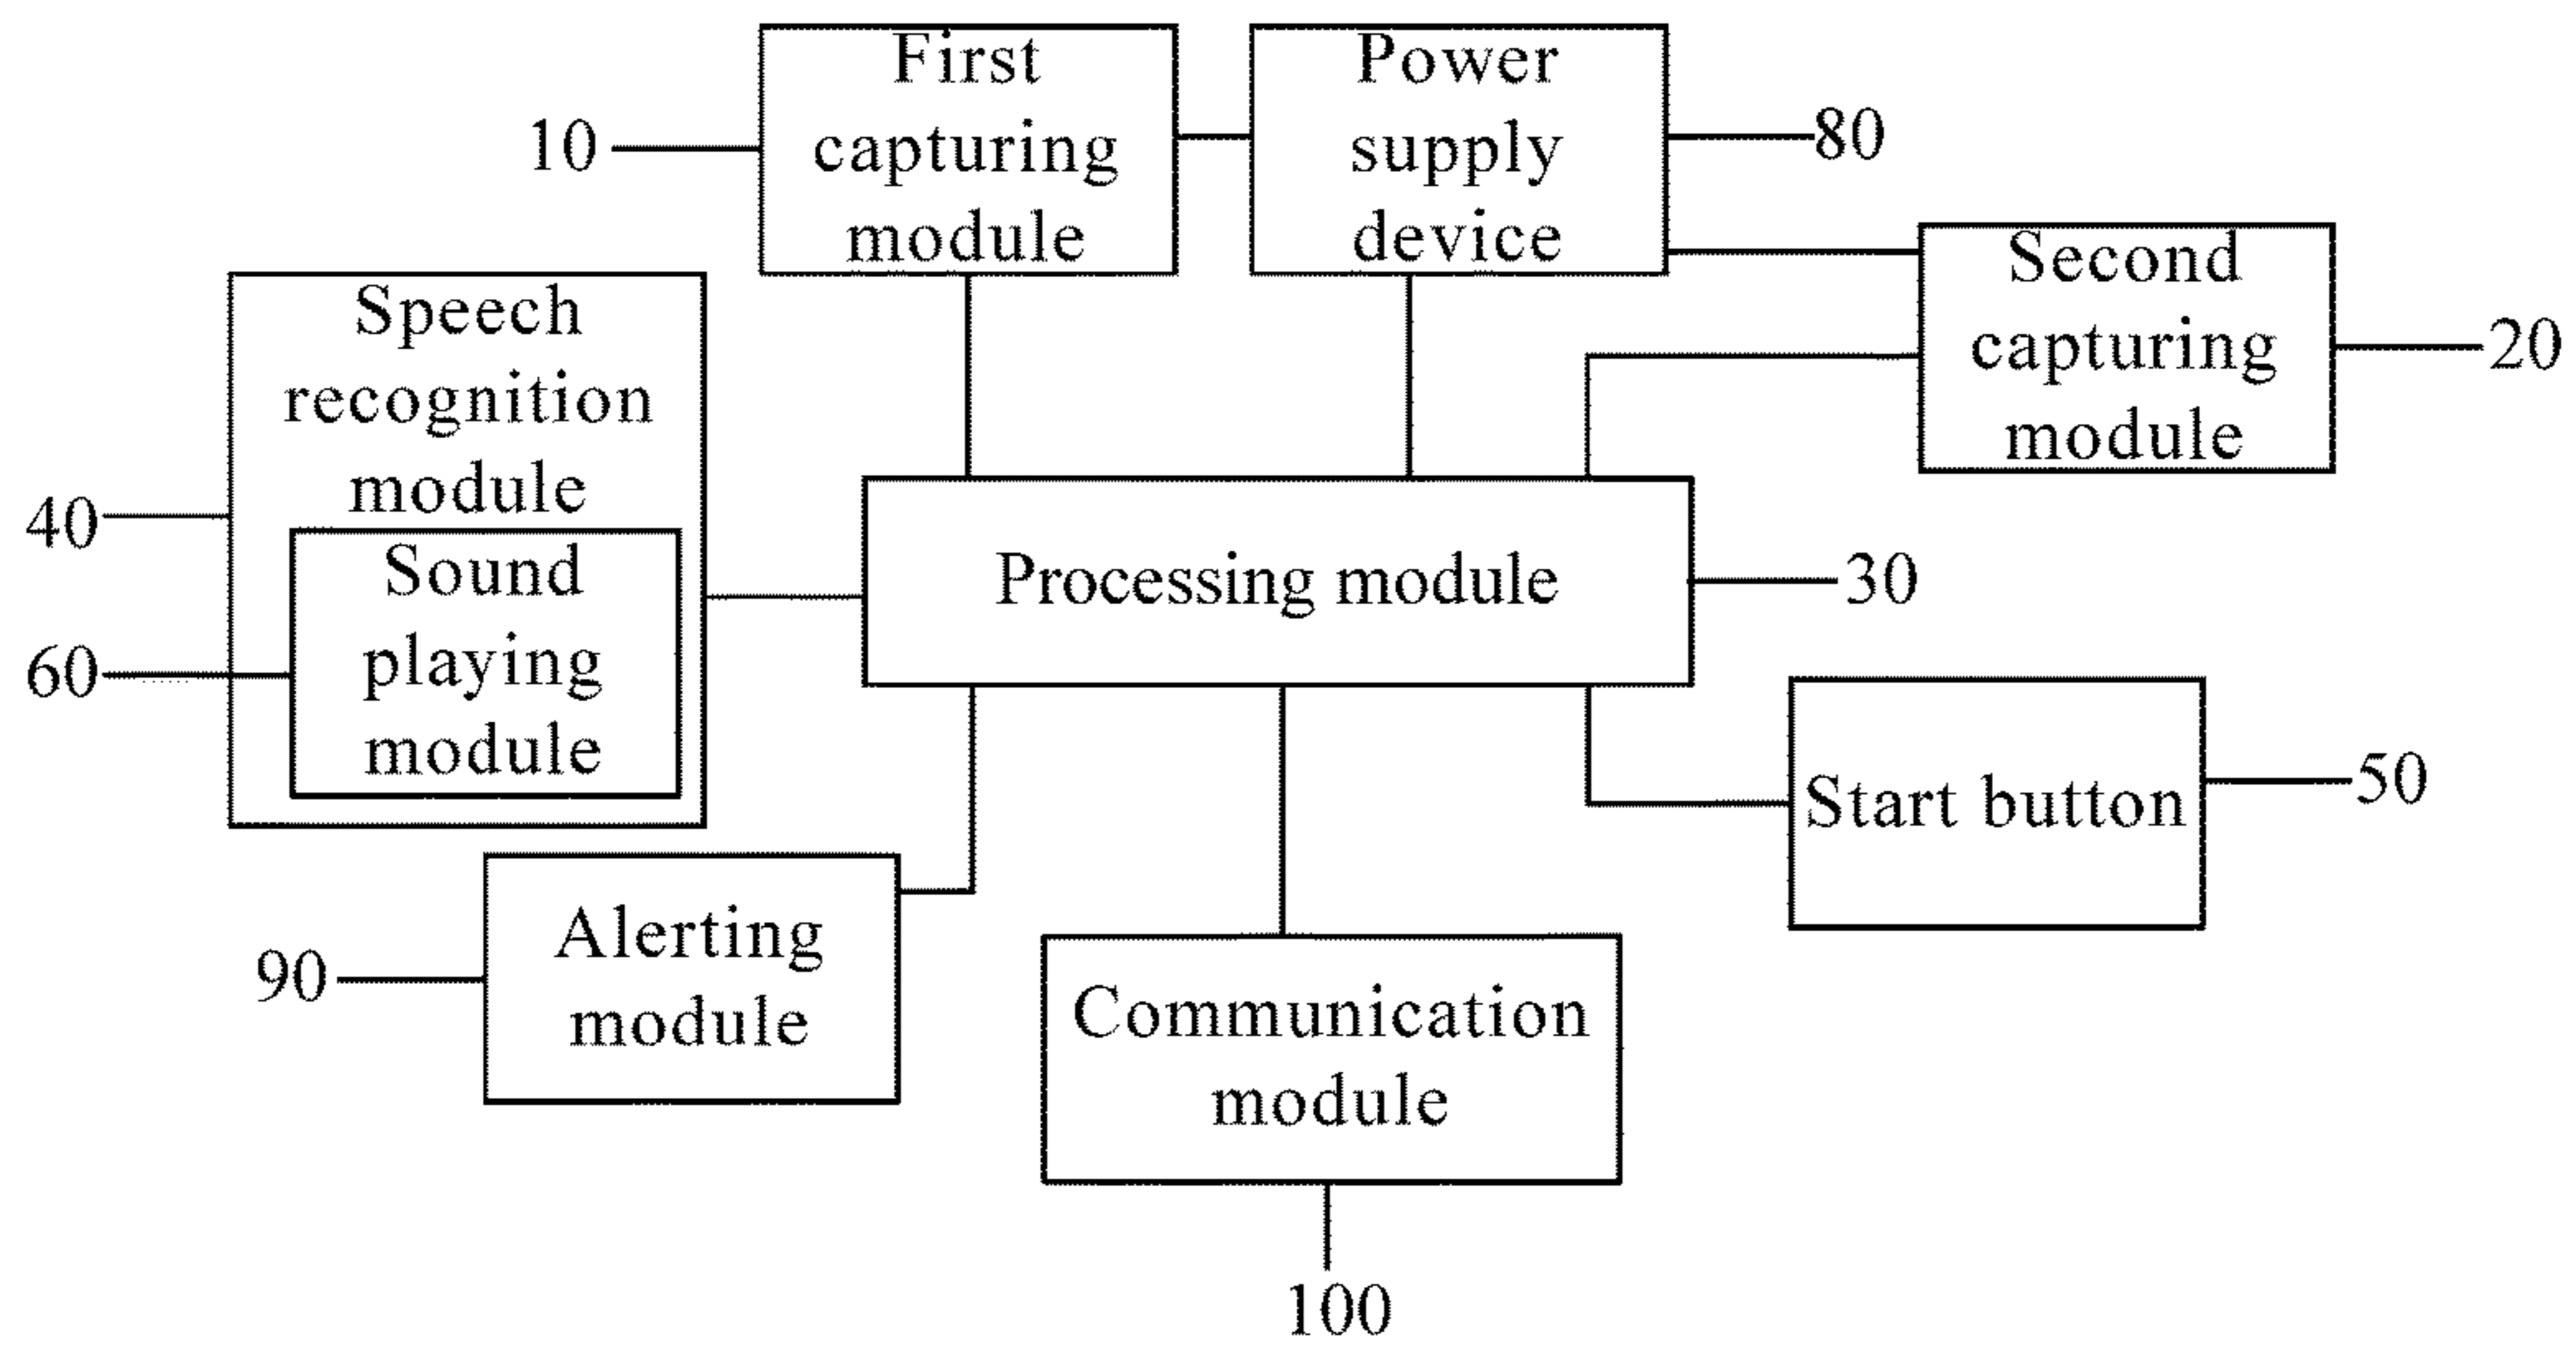 First
capturing
module
10
Power
supply
device
80
Second
capturing
module
20
Speech
recognition
module
40
Sound
playing
module
60
Processing module
30
Start button
50
Alerting
module
90
Communication
module
100